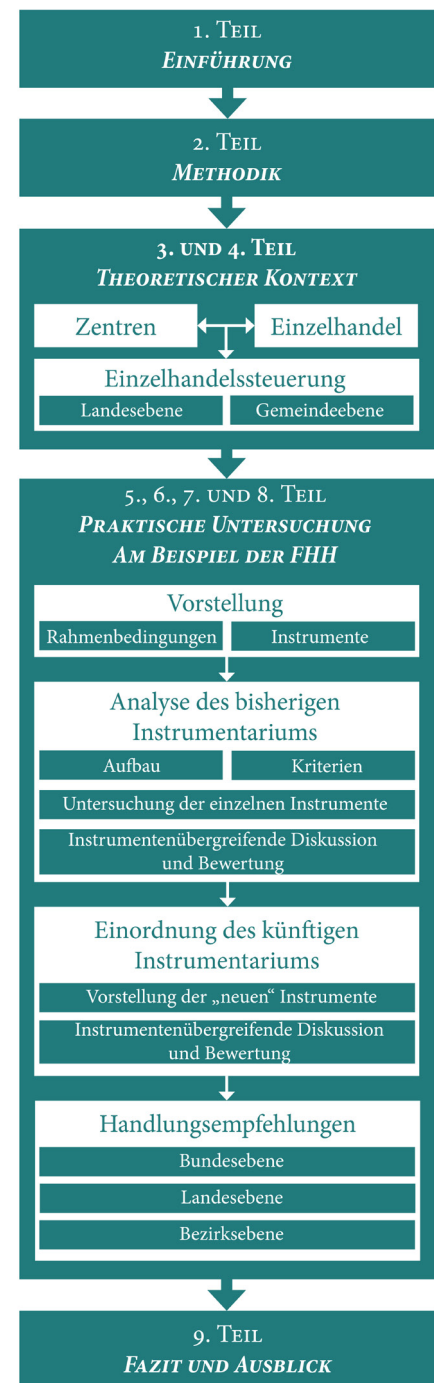 1. Teil
Einführung
2. Teil
Methodik
3. und 4. Teil
Theoretischer Kontext
Zentren
Einzelhandel
Einzelhandelssteuerung
Landesebene
Gemeindeebene
5., 6., 7. und 8. Teil
Praktische Untersuchung
Am Beispiel der FHH
Vorstellung
Rahmenbedingungen
Instrumente
Analyse des bisherigen
Instrumentariums
Aufbau
Kriterien
Untersuchung der einzelnen Instrumente
Instrumentenübergreifende Diskussion
und Bewertung
Einordnung des künftigen
Instrumentariums
Vorstellung der „neuen“ Instrumente
Instrumentenübergreifende Diskussion
und Bewertung
Handlungsempfehlungen
Bundesebene
Landesebene
Bezirksebene
9. Teil
Fazit und Ausblick